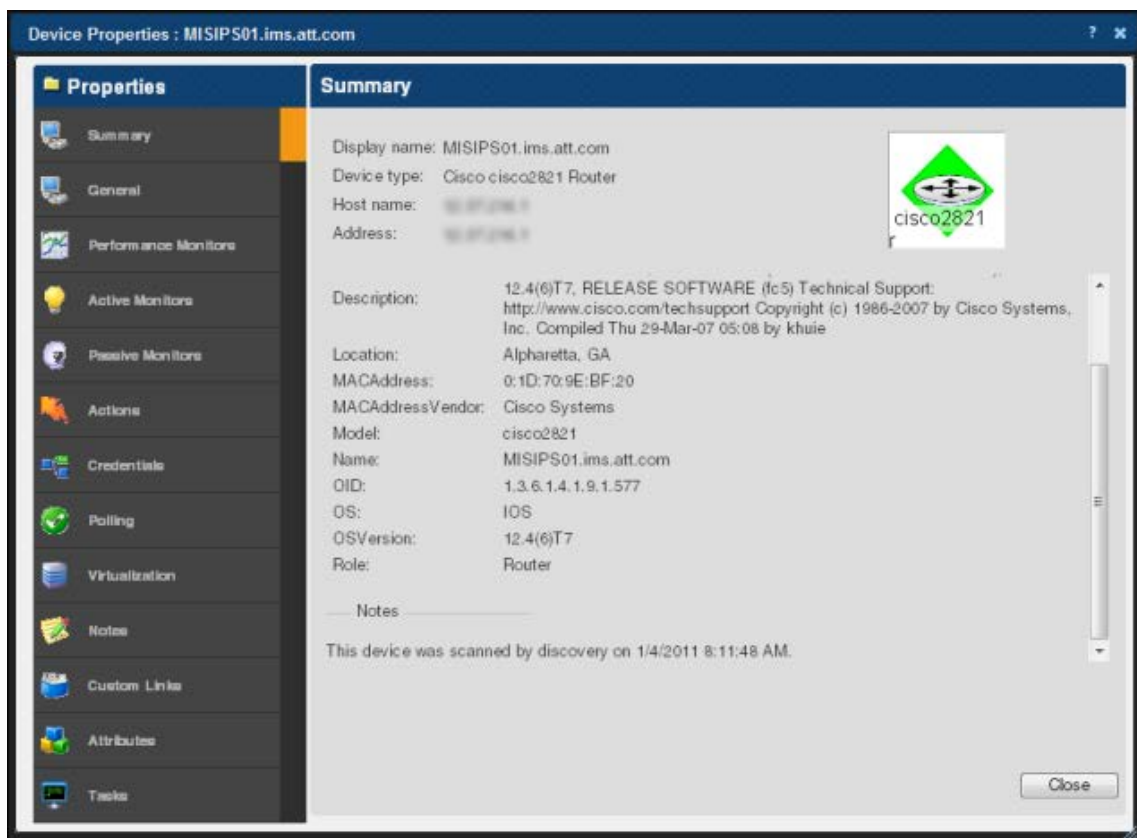 Device Properties : MISIPS01.ims.att.com
?
Properties
Summary
General
Performance Monitors
Active Monitors
Passive Monitors
Actions
Credentials
Polling
Virtualization
Notes
Custom Links
Attributes
Tasks
Summary
Display name: MISIPS01.ims.att.com
Device type: Cisco cisco2821 Router
Host name:
Address:
cisco2821
r
Description: 12.4(6)T7, RELEASE SOFTWARE (fc5) Technical Support:
http://www.cisco.com/techsupport Copyright (c) 1986-2007 by Cisco Systems,
Inc. Compiled Thu 29-Mar-07 05:08 by khuie
Location: Alpharetta, GA
MACAddress: 0:1D:70:9E:BF:20
MACAddressVendor: Cisco Systems
Model: cisco2821
Name: MISIPS01.ims.att.com
OID: 1.3.6.1.4.1.9.1.577
OS: IOS
OSVersion: 12.4(6)T7
Role: Router
Notes
This device was scanned by discovery on 1/4/2011 8:11:48 AM.
Close